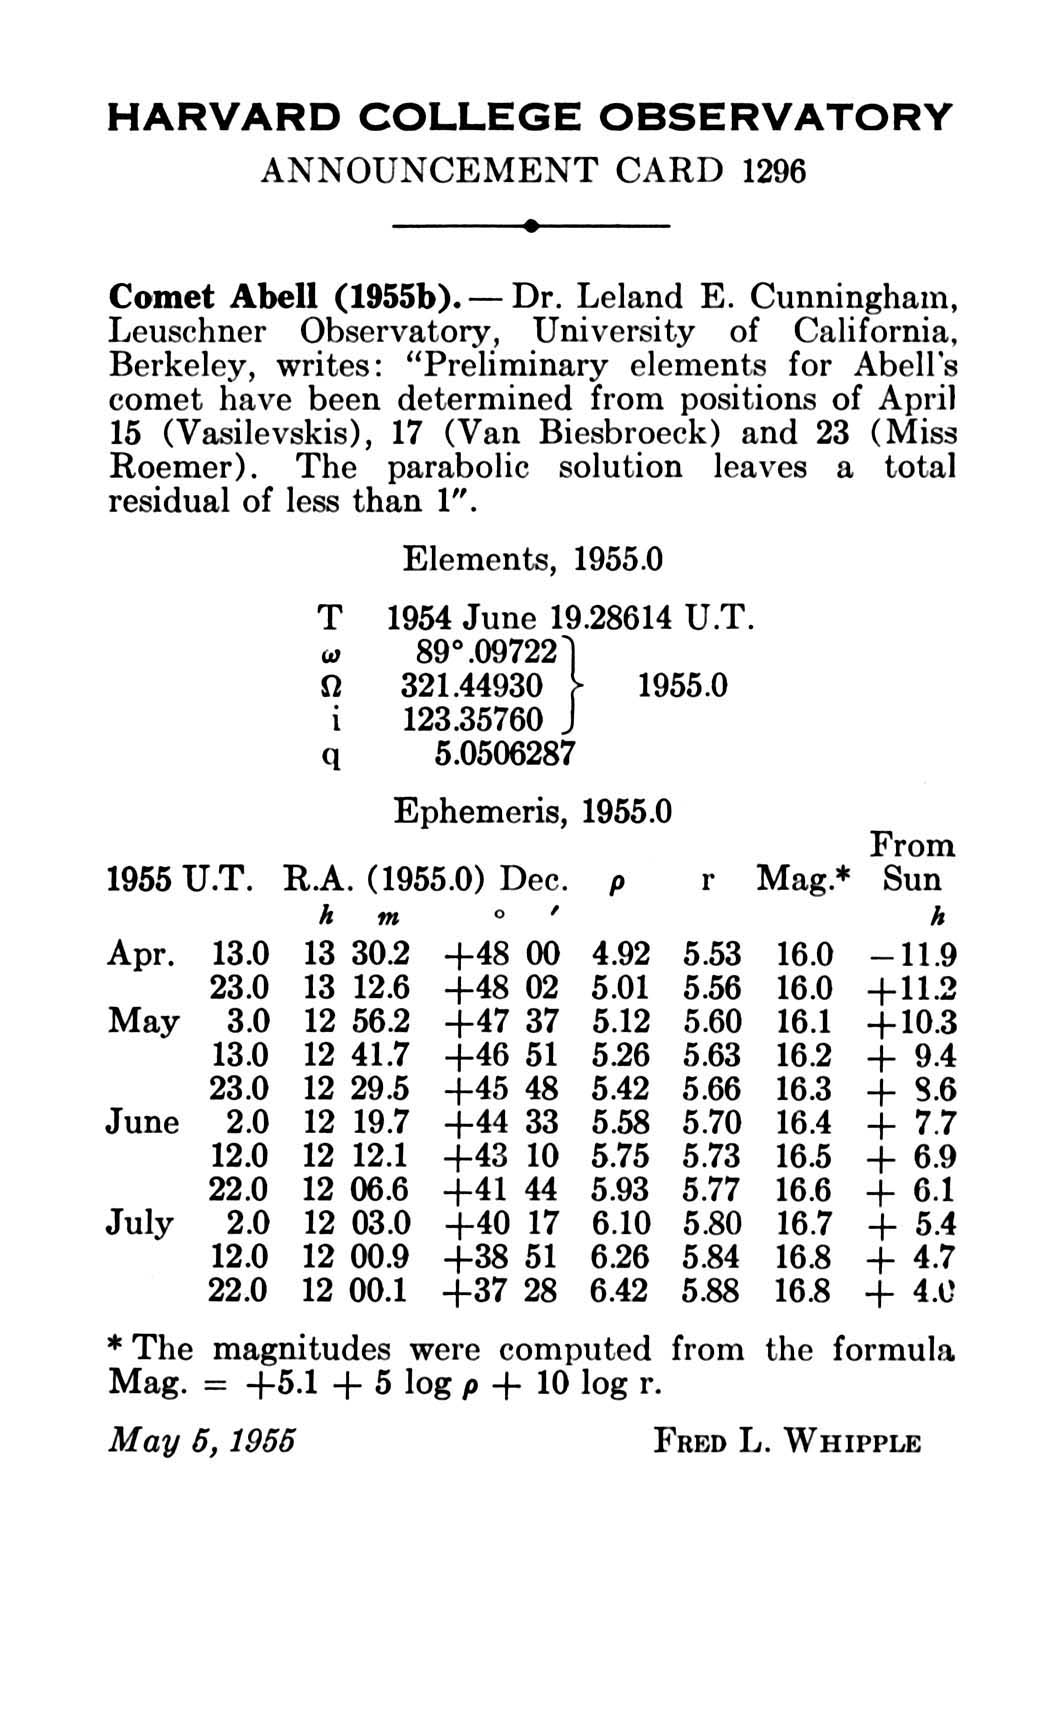 HARVARD COLLEGE OBSERVATORY
ANNOUNCEMENT CARD 1296
Comet Abell (1955b).— Dr. Leland E. Cunningham,
Leuschner Observatory, University of California,
Berkeley, writes: “Preliminary elements for Abell's
comet have been determined from positions of April
15 (Vasilevskis), 17 (Van Biesbroeck) and 23 (Miss
Roemer). The parabolic solution leaves a total
residual of less than 1″.
Elements, 1955.0
T 1954 June 19.28614 U.T.
ω 89°.09722
Ω 321.44930 } 1955.0
i 123.35760
q 5.0506287
Ephemeris, 1955.0
From
1955 U.T. R.A. (1955.0) Dec. ρ r Mag.* Sun
h m ° ′ h
Apr. 13.0 13 30.2 +48 00 4.92 5.53 16.0 −11.9
23.0 13 12.6 +48 02 5.01 5.56 16.0 +11.2
May 3.0 12 56.2 +47 37 5.12 5.60 16.1 +10.3
13.0 12 41.7 +46 51 5.26 5.63 16.2 + 9.4
23.0 12 29.5 +45 48 5.42 5.66 16.3 + 8.6
June 2.0 12 19.7 +44 33 5.58 5.70 16.4 + 7.7
12.0 12 12.1 +43 10 5.75 5.73 16.5 + 6.9
22.0 12 06.6 +41 44 5.93 5.77 16.6 + 6.1
July 2.0 12 03.0 +40 17 6.10 5.80 16.7 + 5.4
12.0 12 00.9 +38 51 6.26 5.84 16.8 + 4.7
22.0 12 00.1 +37 28 6.42 5.88 16.8 + 4.0
* The magnitudes were computed from the formula
Mag. = +5.1 + 5 log ρ + 10 log r.
May 5, 1955 FRED L. WHIPPLE